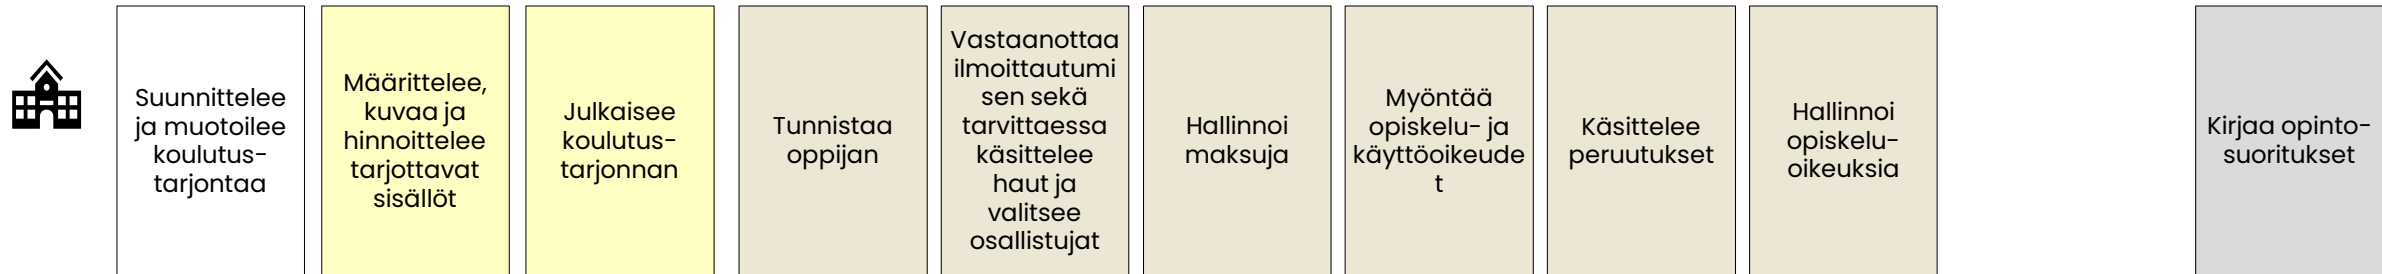 Suunnittelee
ja muotoilee
koulutus-
tarjontaa
Määrittelee,
kuvaa ja
hinnoittelee
tarjottavat
sisällöt
Julkaisee
koulutus-
tarjonnan
Tunnistaa
oppijan
Vastaanottaa
ilmoittautumi
sen sekä
tarvittaessa
käsittelee
haut ja
valitsee
osallistujat
Hallinnoi
maksuja
Myöntää
opiskelu- ja
käyttöoikeude
t
Käsittelee
peruutukset
Hallinnoi
opiskelu-
oikeuksia
Kirjaa opinto-
suoritukset